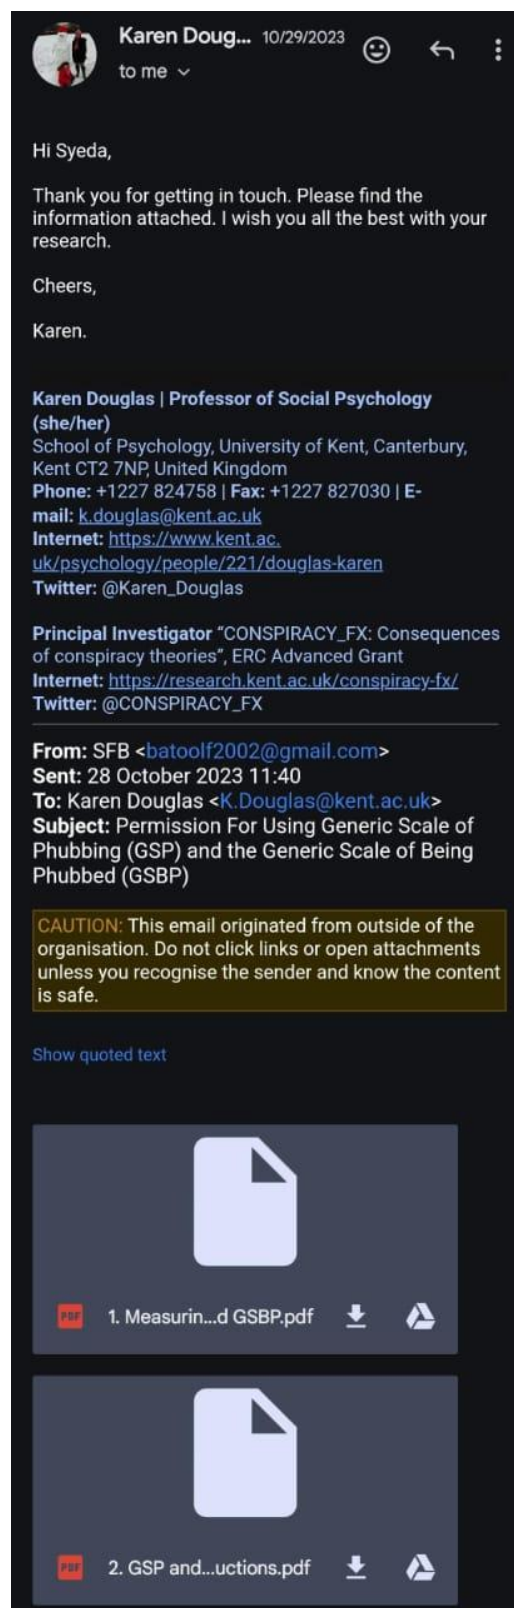 Karen Doug... 10/29/2023
to me
Hi Syeda,
Thank you for getting in touch. Please find the
information attached. I wish you all the best with your
research.
Cheers,
Karen.
Karen Douglas | Professor of Social Psychology
(she/her)
School of Psychology, University of Kent, Canterbury,
Kent CT2 7NP, United Kingdom
Phone: +1227 824758 | Fax: +1227 827030 | E-
mail: k.douglas@kent.ac.uk
Internet: https://www.kent.ac.
uk/psychology/people/221/douglas-karen
Twitter: @Karen_Douglas
Principal Investigator “CONSPIRACY_FX: Consequences
of conspiracy theories”, ERC Advanced Grant
Internet: https://research.kent.ac.uk/conspiracy-fx/
Twitter: @CONSPIRACY_FX
From: SFB <batoolf2002@gmail.com>
Sent: 28 October 2023 11:40
To: Karen Douglas <K.Douglas@kent.ac.uk>
Subject: Permission For Using Generic Scale of
Phubbing (GSP) and the Generic Scale of Being
Phubbed (GSBP)
CAUTION: This email originated from outside of the
organisation. Do not click links or open attachments
unless you recognise the sender and know the content
is safe.
Show quoted text
PDF 1. Measurin...d GSBP.pdf
PDF 2. GSP and...uctions.pdf